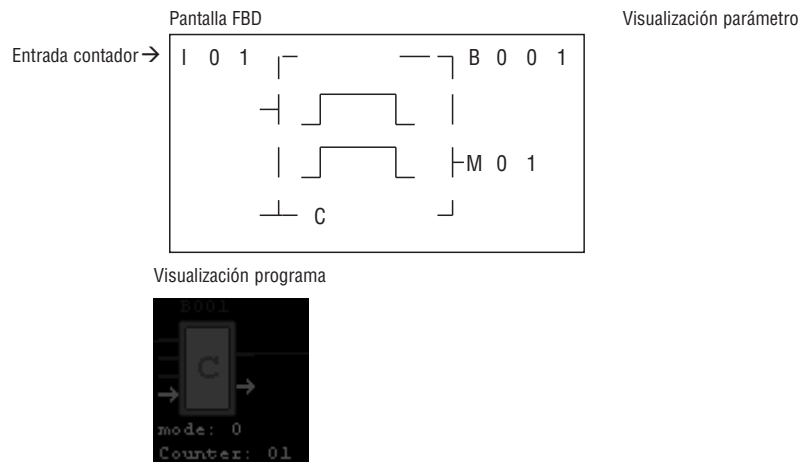 Pantalla FBD
Visualización parámetro
Entrada contador
I 0 1
B 0 0 1
M 0 1
C
Visualización programa
B001
C
mode: 0
Counter: 01